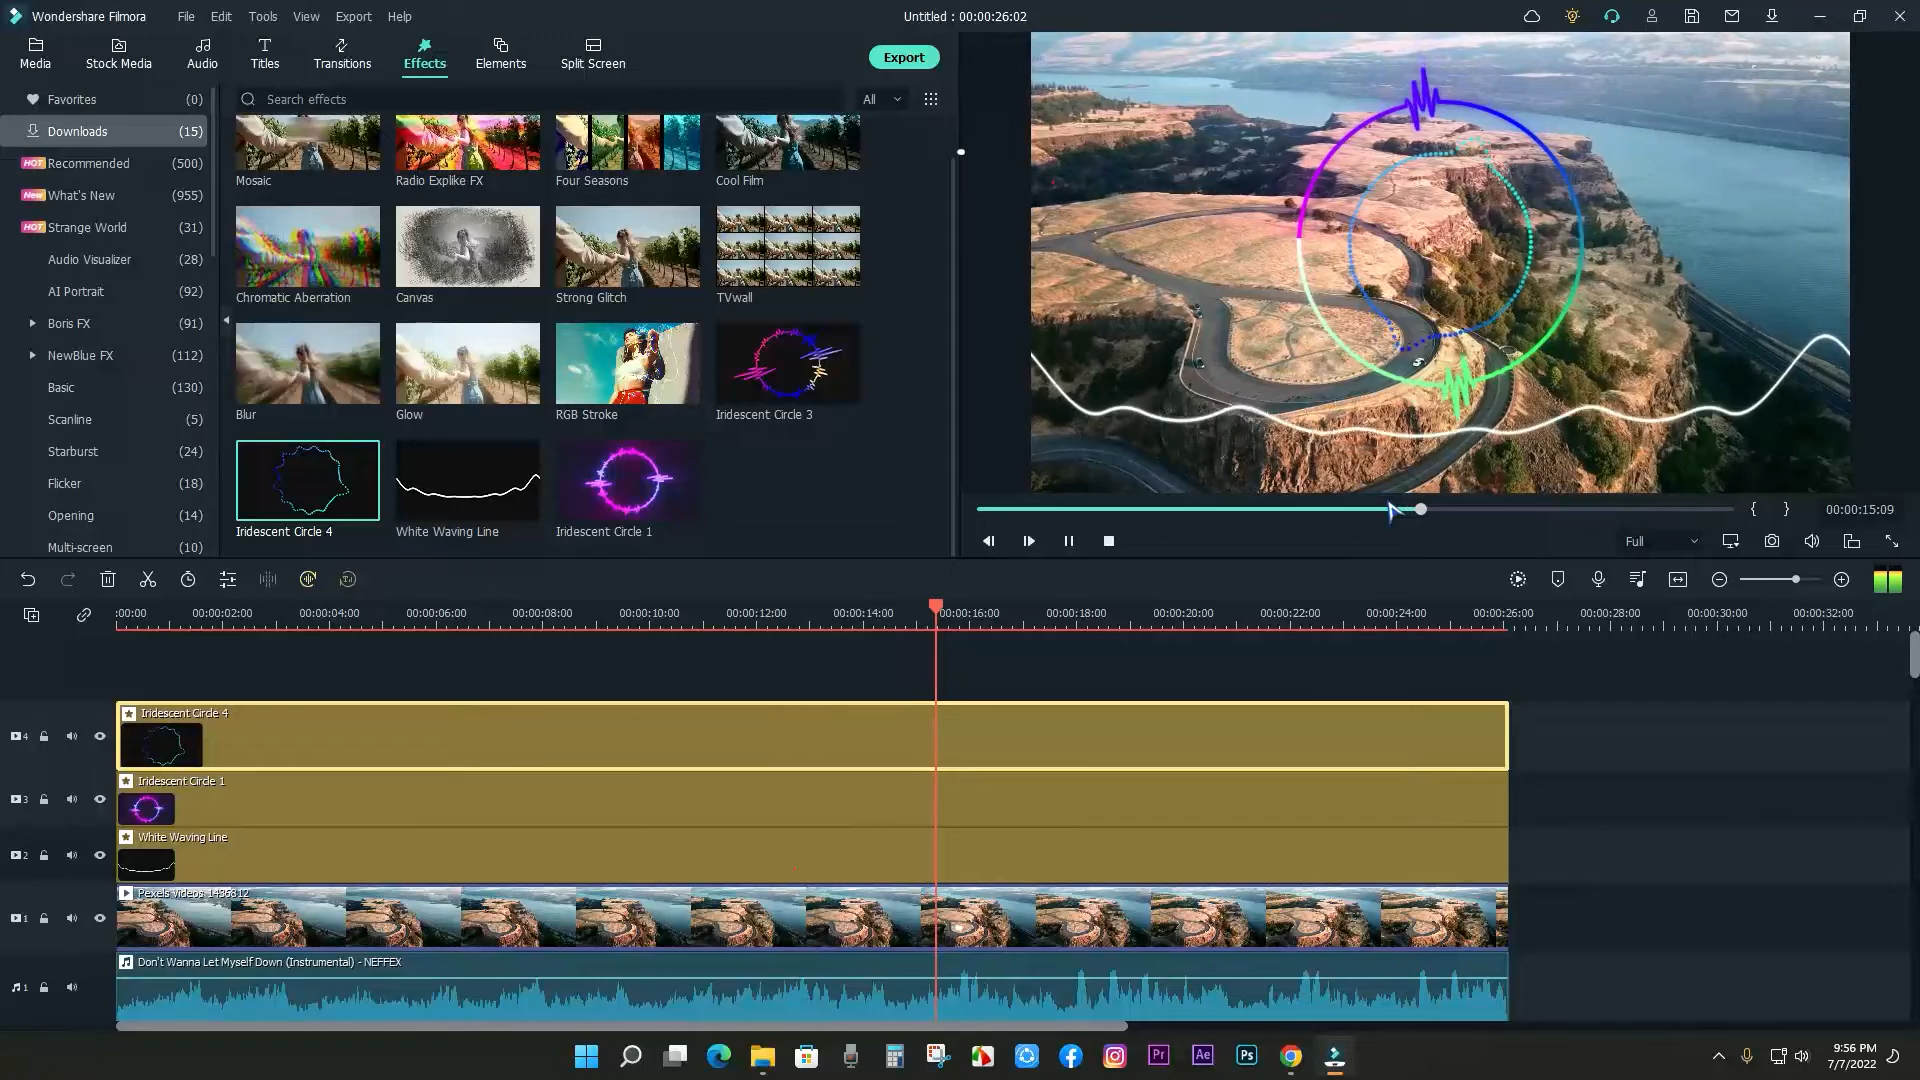 Wondershare Filmora File Edit Tools View Export Help Untitled : 00:00:26:02
Media Stock Media Audio Titles Transitions Effects Elements Split Screen Export
Favorites (0)
Search effects All
Downloads (15)
HOT Recommended (500)
New What's New (955)
HOT Strange World (31)
Audio Visualizer (28)
AI Portrait (92)
Boris FX (91)
NewBlue FX (112)
Basic (130)
Scanline (5)
Starburst (24)
Flicker (18)
Opening (14)
Multi-screen (10)
Mosaic Radio Explike FX Four Seasons Cool Film
Chromatic Aberration Canvas Strong Glitch TVwall
Blur Glow RGB Stroke Iridescent Circle 3
Iridescent Circle 4 White Waving Line Iridescent Circle 1
{ } 00:00:15:09
Full
:00:00 00:00:02:00 00:00:04:00 00:00:06:00 00:00:08:00 00:00:10:00 00:00:12:00 00:00:14:00 00:00:16:00 00:00:18:00 00:00:20:00 00:00:22:00 00:00:24:00 00:00:26:00 00:00:28:00 00:00:30:00 00:00:32:00
Iridescent Circle 4
4
Iridescent Circle 1
3
White Waving Line
2
Pexels Videos 1436812
1
Don't Wanna Let Myself Down (Instrumental) - NEFFEX
1
Pr Ae Ps
9:56 PM
7/7/2022